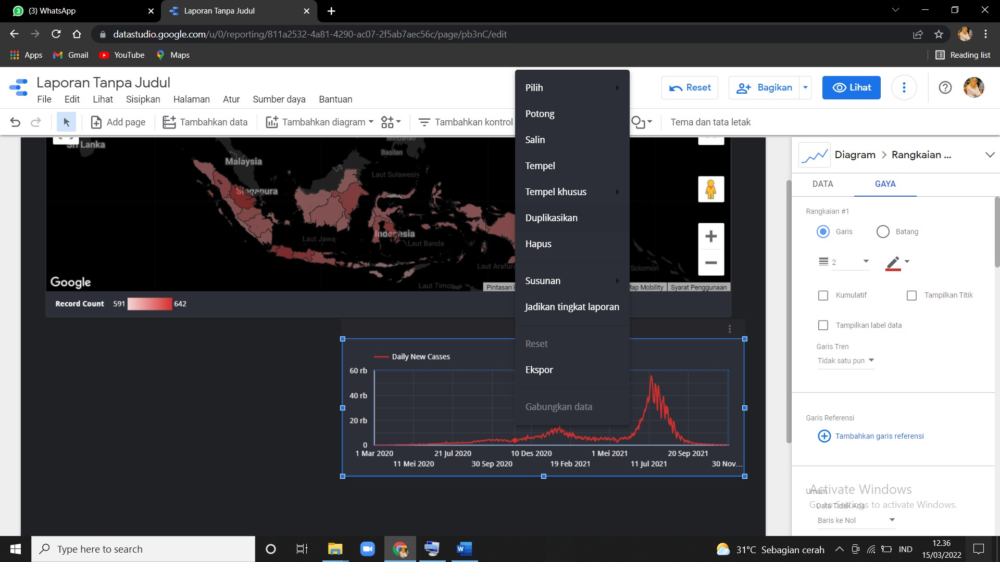 (3) WhatsApp
Laporan Tanpa Judul
datastudio.google.com/u/0/reporting/811a2532-4a81-4290-ac07-2f5ab7aec56c/page/pb3nC/edit
Apps Gmail YouTube Maps Reading list
Laporan Tanpa Judul
File Edit Lihat Sisipkan Halaman Atur Sumber daya Bantuan
Reset Bagikan Lihat
Add page Tambahkan data Tambahkan diagram Tambahkan kontrol Tema dan tata letak
Pilih
Potong
Salin
Tempel
Tempel khusus
Duplikasikan
Hapus
Susunan
Jadikan tingkat laporan
Reset
Ekspor
Gabungkan data
Sri Lanka
Mindanao
Basilan
Malaysia
Laut Sulawesi
Singapura
Indonesia
Laut Jawa
Laut Banda
Laut Arafura
Solomon
Laut Timor
Google
Pintasan
Map Mobility
Syarat Penggunaan
Record Count 591 642
Daily New Casses
60 rb
40 rb
20 rb
0
1 Mar 2020 21 Jul 2020 10 Des 2020 1 Mei 2021 20 Sep 2021
11 Mei 2020 30 Sep 2020 19 Feb 2021 11 Jul 2021 30 Nov...
Diagram > Rangkaian ...
DATA GAYA
Rangkaian #1
Garis Batang
2
Kumulatif Tampilkan Titik
Tampilkan label data
Garis Tren
Tidak satu pun
Garis Referensi
Tambahkan garis referensi
Umum
Activate Windows
Data Tidak Ada
Go to Settings to activate Windows.
Baris ke Nol
Type here to search
31°C Sebagian cerah
IND
12.36
15/03/2022